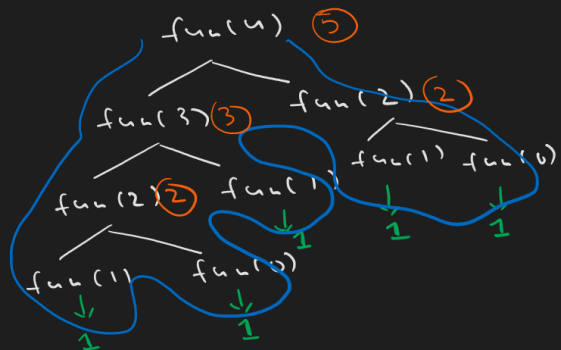 fun(4) 5
fun(3) 3 fun(2) 2
fun(2) 2 fun(1) fun(1) fun(0)
1 1 1
fun(1) fun(0)
1 1